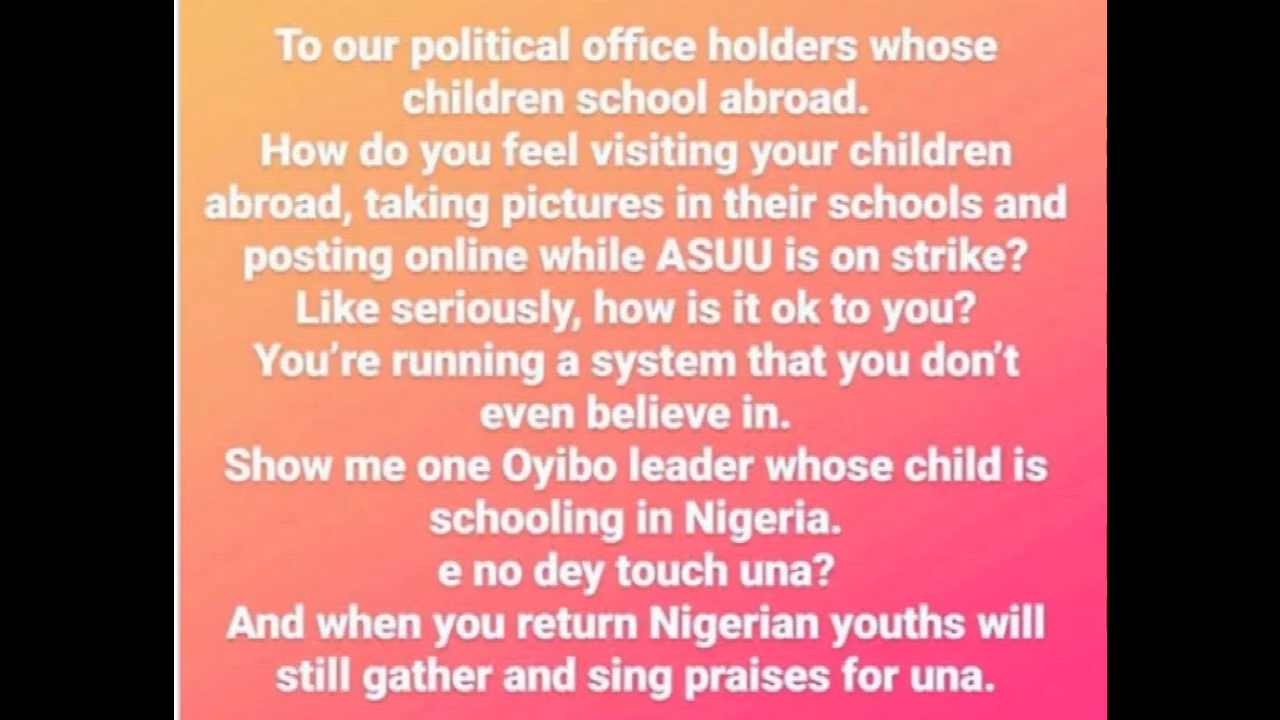 To our political office holders whose
children school abroad.
How do you feel visiting your children
abroad, taking pictures in their schools and
posting online while ASUU is on strike?
Like seriously, how is it ok to you?
You’re running a system that you don’t
even believe in.
Show me one Oyibo leader whose child is
schooling in Nigeria.
e no dey touch una?
And when you return Nigerian youths will
still gather and sing praises for una.